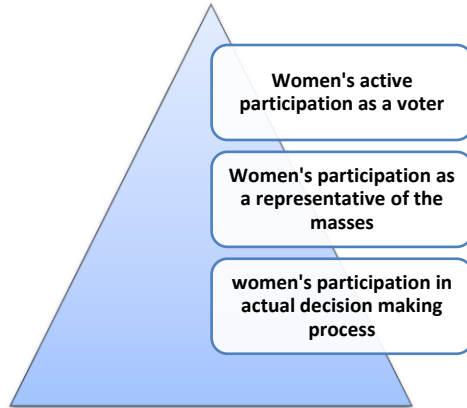 Women's active
participation as a voter
Women's participation as
a representative of the
masses
women's participation in
actual decision making
process